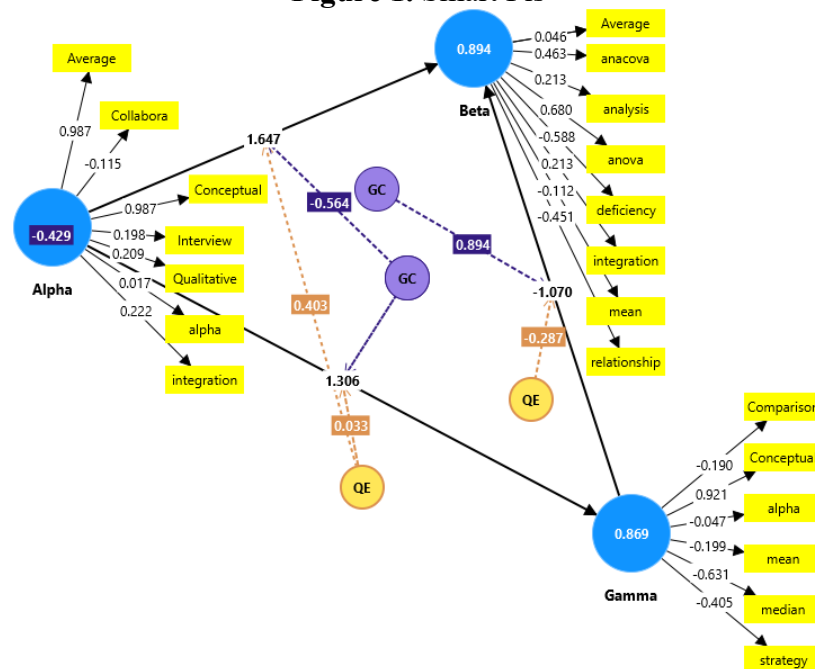 Figure 1. Smart Pls
Average
Collabora
0.987
-0.115
Conceptual
0.987
Interview
0.198
Qualitative
0.209
alpha
0.017
integration
0.222
-0.429
Alpha
1.647
GC
-0.564
GC
0.894
0.403
1.306
0.033
QE
-1.070
-0.287
QE
0.894
Beta
Average
0.046
anacova
0.463
analysis
0.213
anova
0.680
deficiency
-0.588
integration
0.213
mean
-0.112
relationship
-0.451
0.869
Gamma
Comparison
-0.190
Conceptua
0.921
alpha
-0.047
mean
-0.199
median
-0.631
strategy
-0.405